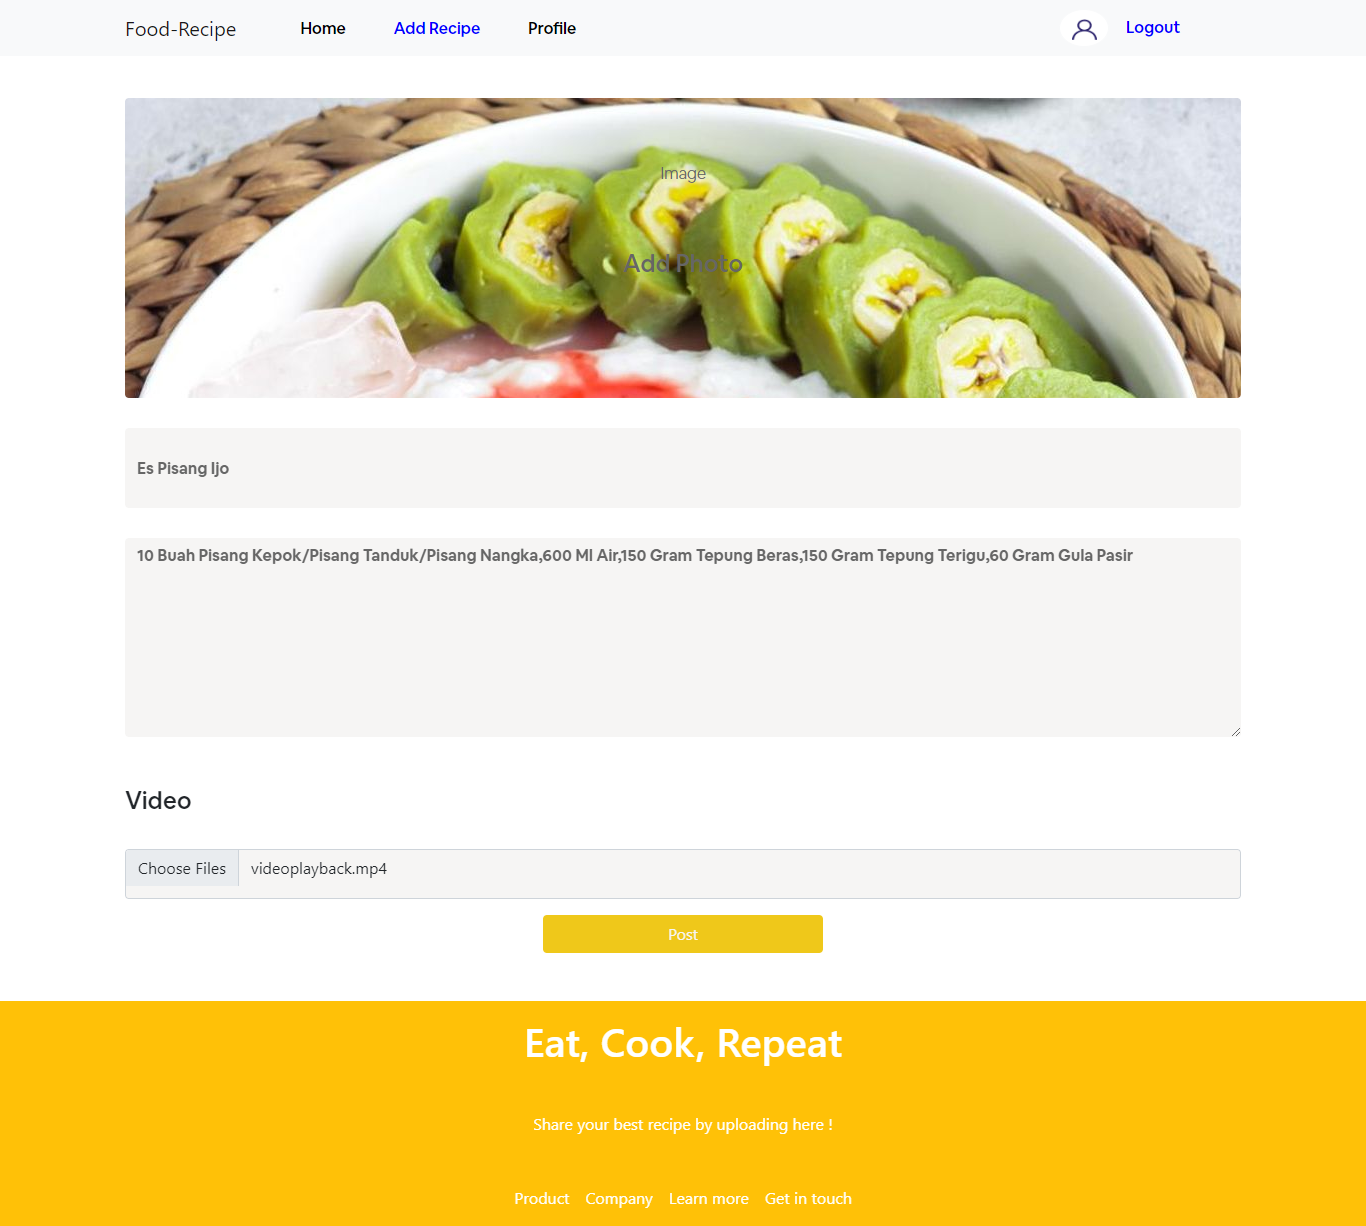 Food-Recipe Home Add Recipe Profile Logout
Image
Add Photo
Es Pisang Ijo
10 Buah Pisang Kepok/Pisang Tanduk/Pisang Nangka,600 Ml Air,150 Gram Tepung Beras,150 Gram Tepung Terigu,60 Gram Gula Pasir
Video
Choose Files videoplayback.mp4
Post
Eat, Cook, Repeat
Share your best recipe by uploading here !
Product Company Learn more Get in touch